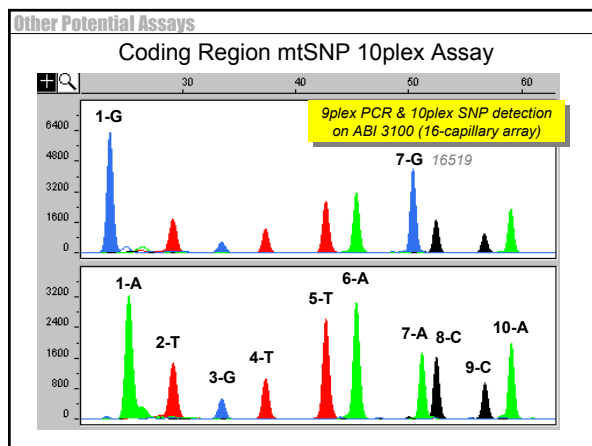 Other Potential Assays
Coding Region mtSNP 10plex Assay
30 40 50 60
9plex PCR & 10plex SNP detection
on ABI 3100 (16-capillary array)
1-G
7-G 16519
6400
4800
3200
1600
0
1-A
2-T
3-G
4-T
5-T
6-A
7-A
8-C
9-C
10-A
3200
2400
1600
800
0